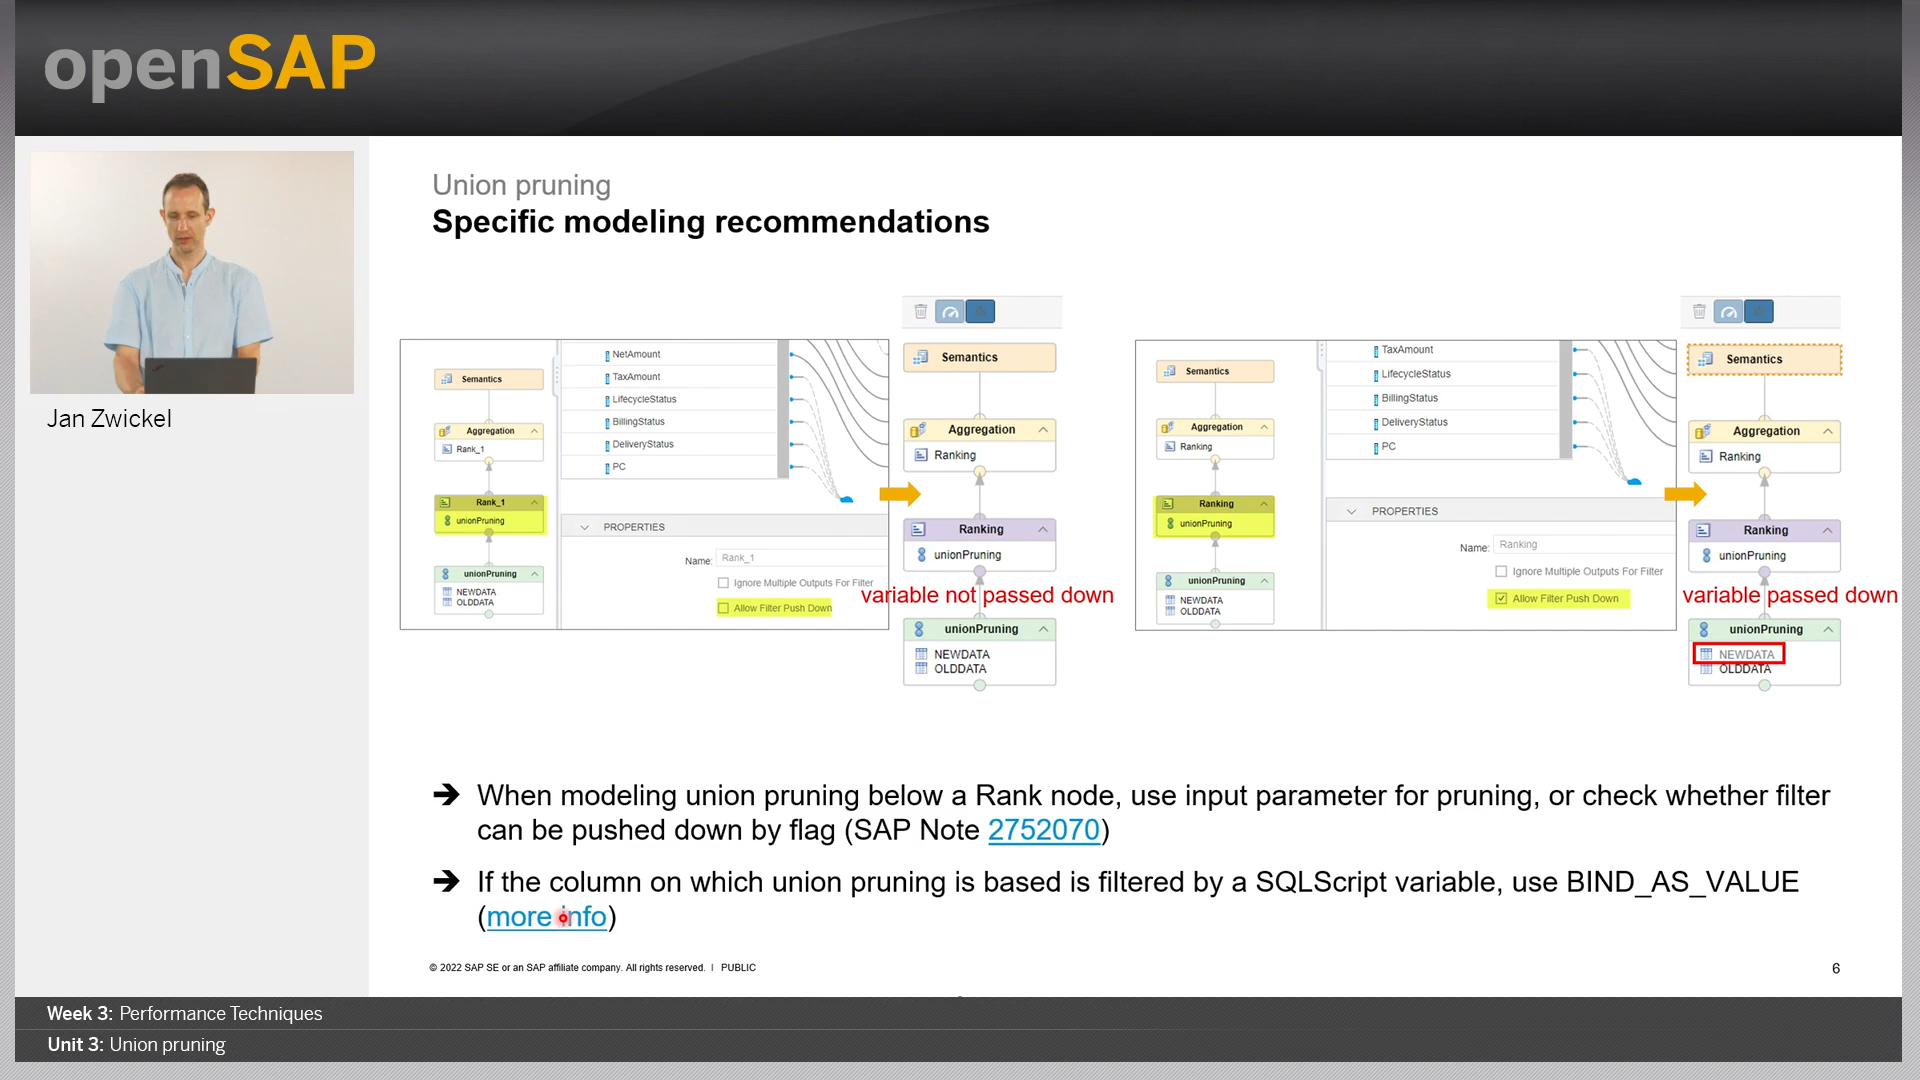 openSAP
Jan Zwickel
Union pruning
Specific modeling recommendations
Semantics
Aggregation
Rank_1
Rank_1
unionPruning
unionPruning
NEWDATA
OLDDATA
NetAmount
TaxAmount
LifecycleStatus
BillingStatus
DeliveryStatus
PC
PROPERTIES
Name: Rank_1
Ignore Multiple Outputs For Filter
Allow Filter Push Down
Semantics
Aggregation
Ranking
Ranking
unionPruning
variable not passed down
unionPruning
NEWDATA
OLDDATA
Semantics
Aggregation
Ranking
Ranking
unionPruning
unionPruning
NEWDATA
OLDDATA
TaxAmount
LifecycleStatus
BillingStatus
DeliveryStatus
PC
PROPERTIES
Name: Ranking
Ignore Multiple Outputs For Filter
Allow Filter Push Down
Semantics
Aggregation
Ranking
Ranking
unionPruning
variable passed down
unionPruning
NEWDATA
OLDDATA
➔ When modeling union pruning below a Rank node, use input parameter for pruning, or check whether filter
can be pushed down by flag (SAP Note 2752070)
➔ If the column on which union pruning is based is filtered by a SQLScript variable, use BIND_AS_VALUE
(more info)
© 2022 SAP SE or an SAP affiliate company. All rights reserved. | PUBLIC
6
Week 3: Performance Techniques
Unit 3: Union pruning